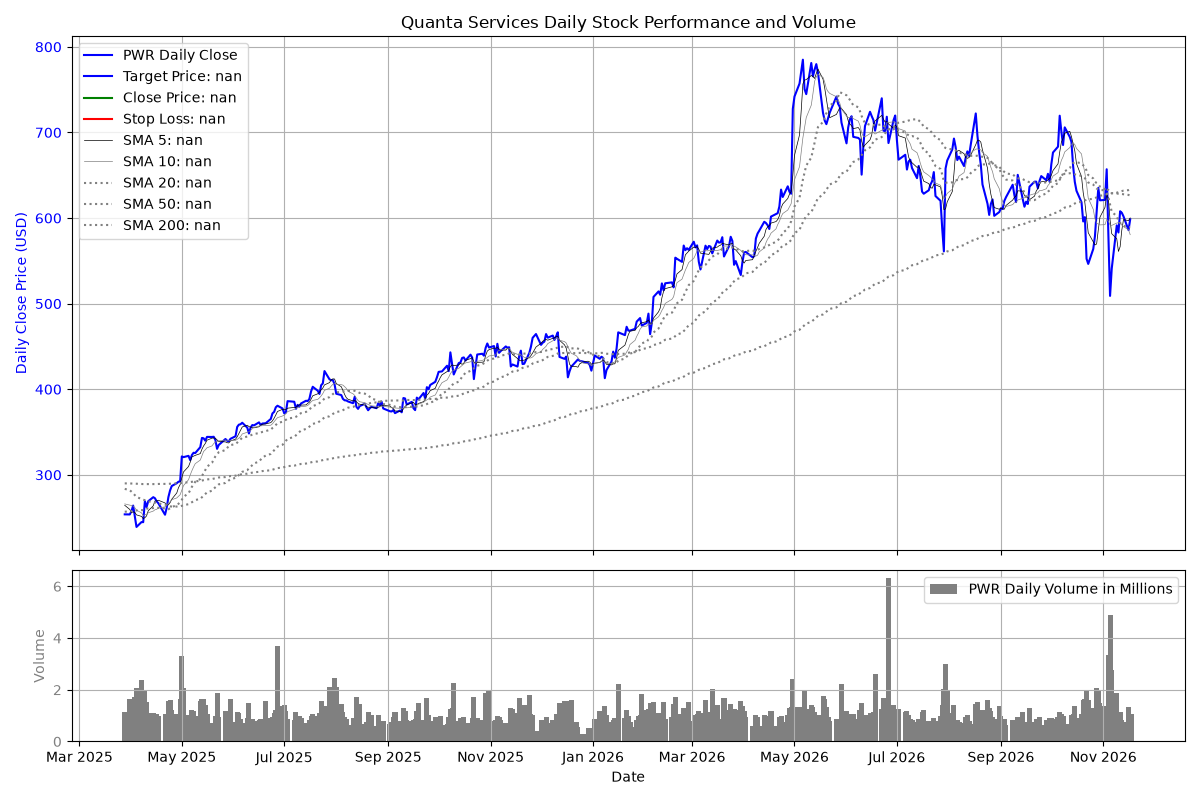 Quanta Services Daily Stock Performance and Volume
800
700
600
500
400
300
Daily Close Price (USD)
PWR Daily Close
Target Price: nan
Close Price: nan
Stop Loss: nan
SMA 5: nan
SMA 10: nan
SMA 20: nan
SMA 50: nan
SMA 200: nan
6
4
2
0
Volume
PWR Daily Volume in Millions
Mar 2025 May 2025 Jul 2025 Sep 2025 Nov 2025 Jan 2026 Mar 2026 May 2026 Jul 2026 Sep 2026 Nov 2026
Date